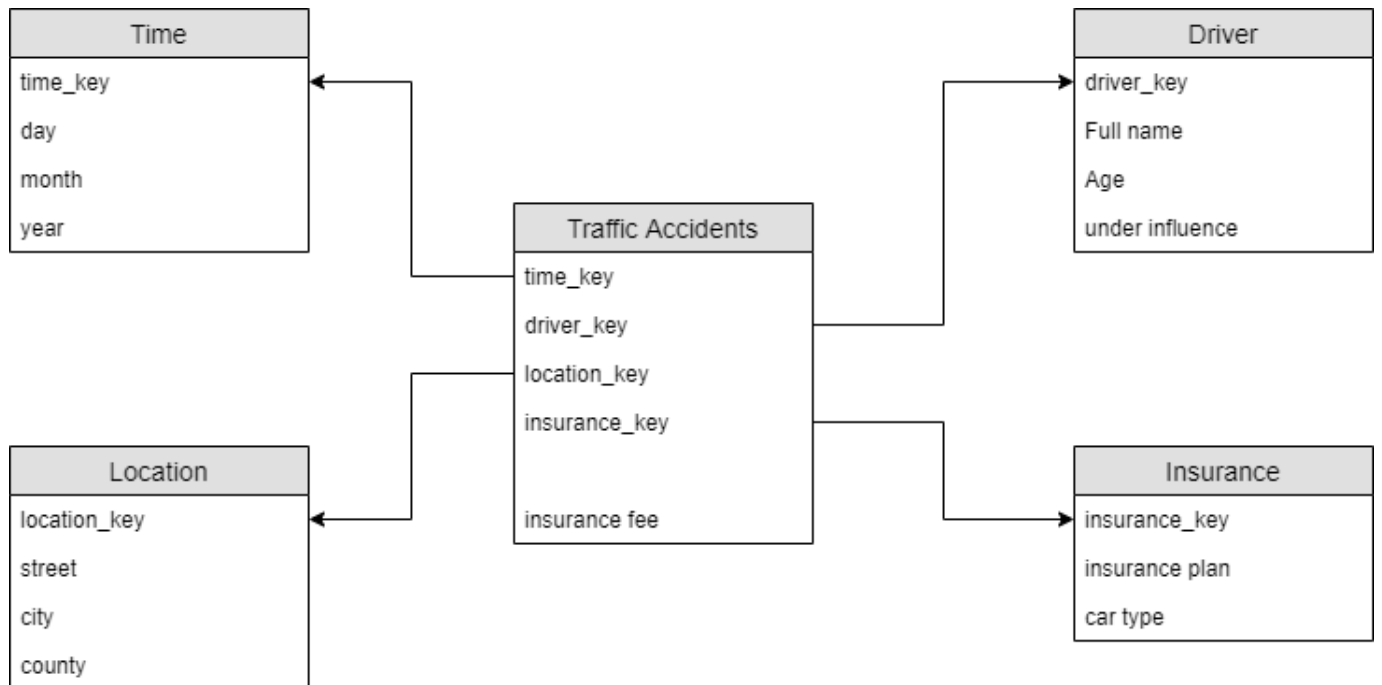 Time
time_key
day
month
year
Driver
driver_key
Full name
Age
under influence
Traffic Accidents
time_key
driver_key
location_key
insurance_key
insurance fee
Location
location_key
street
city
county
Insurance
insurance_key
insurance plan
car type